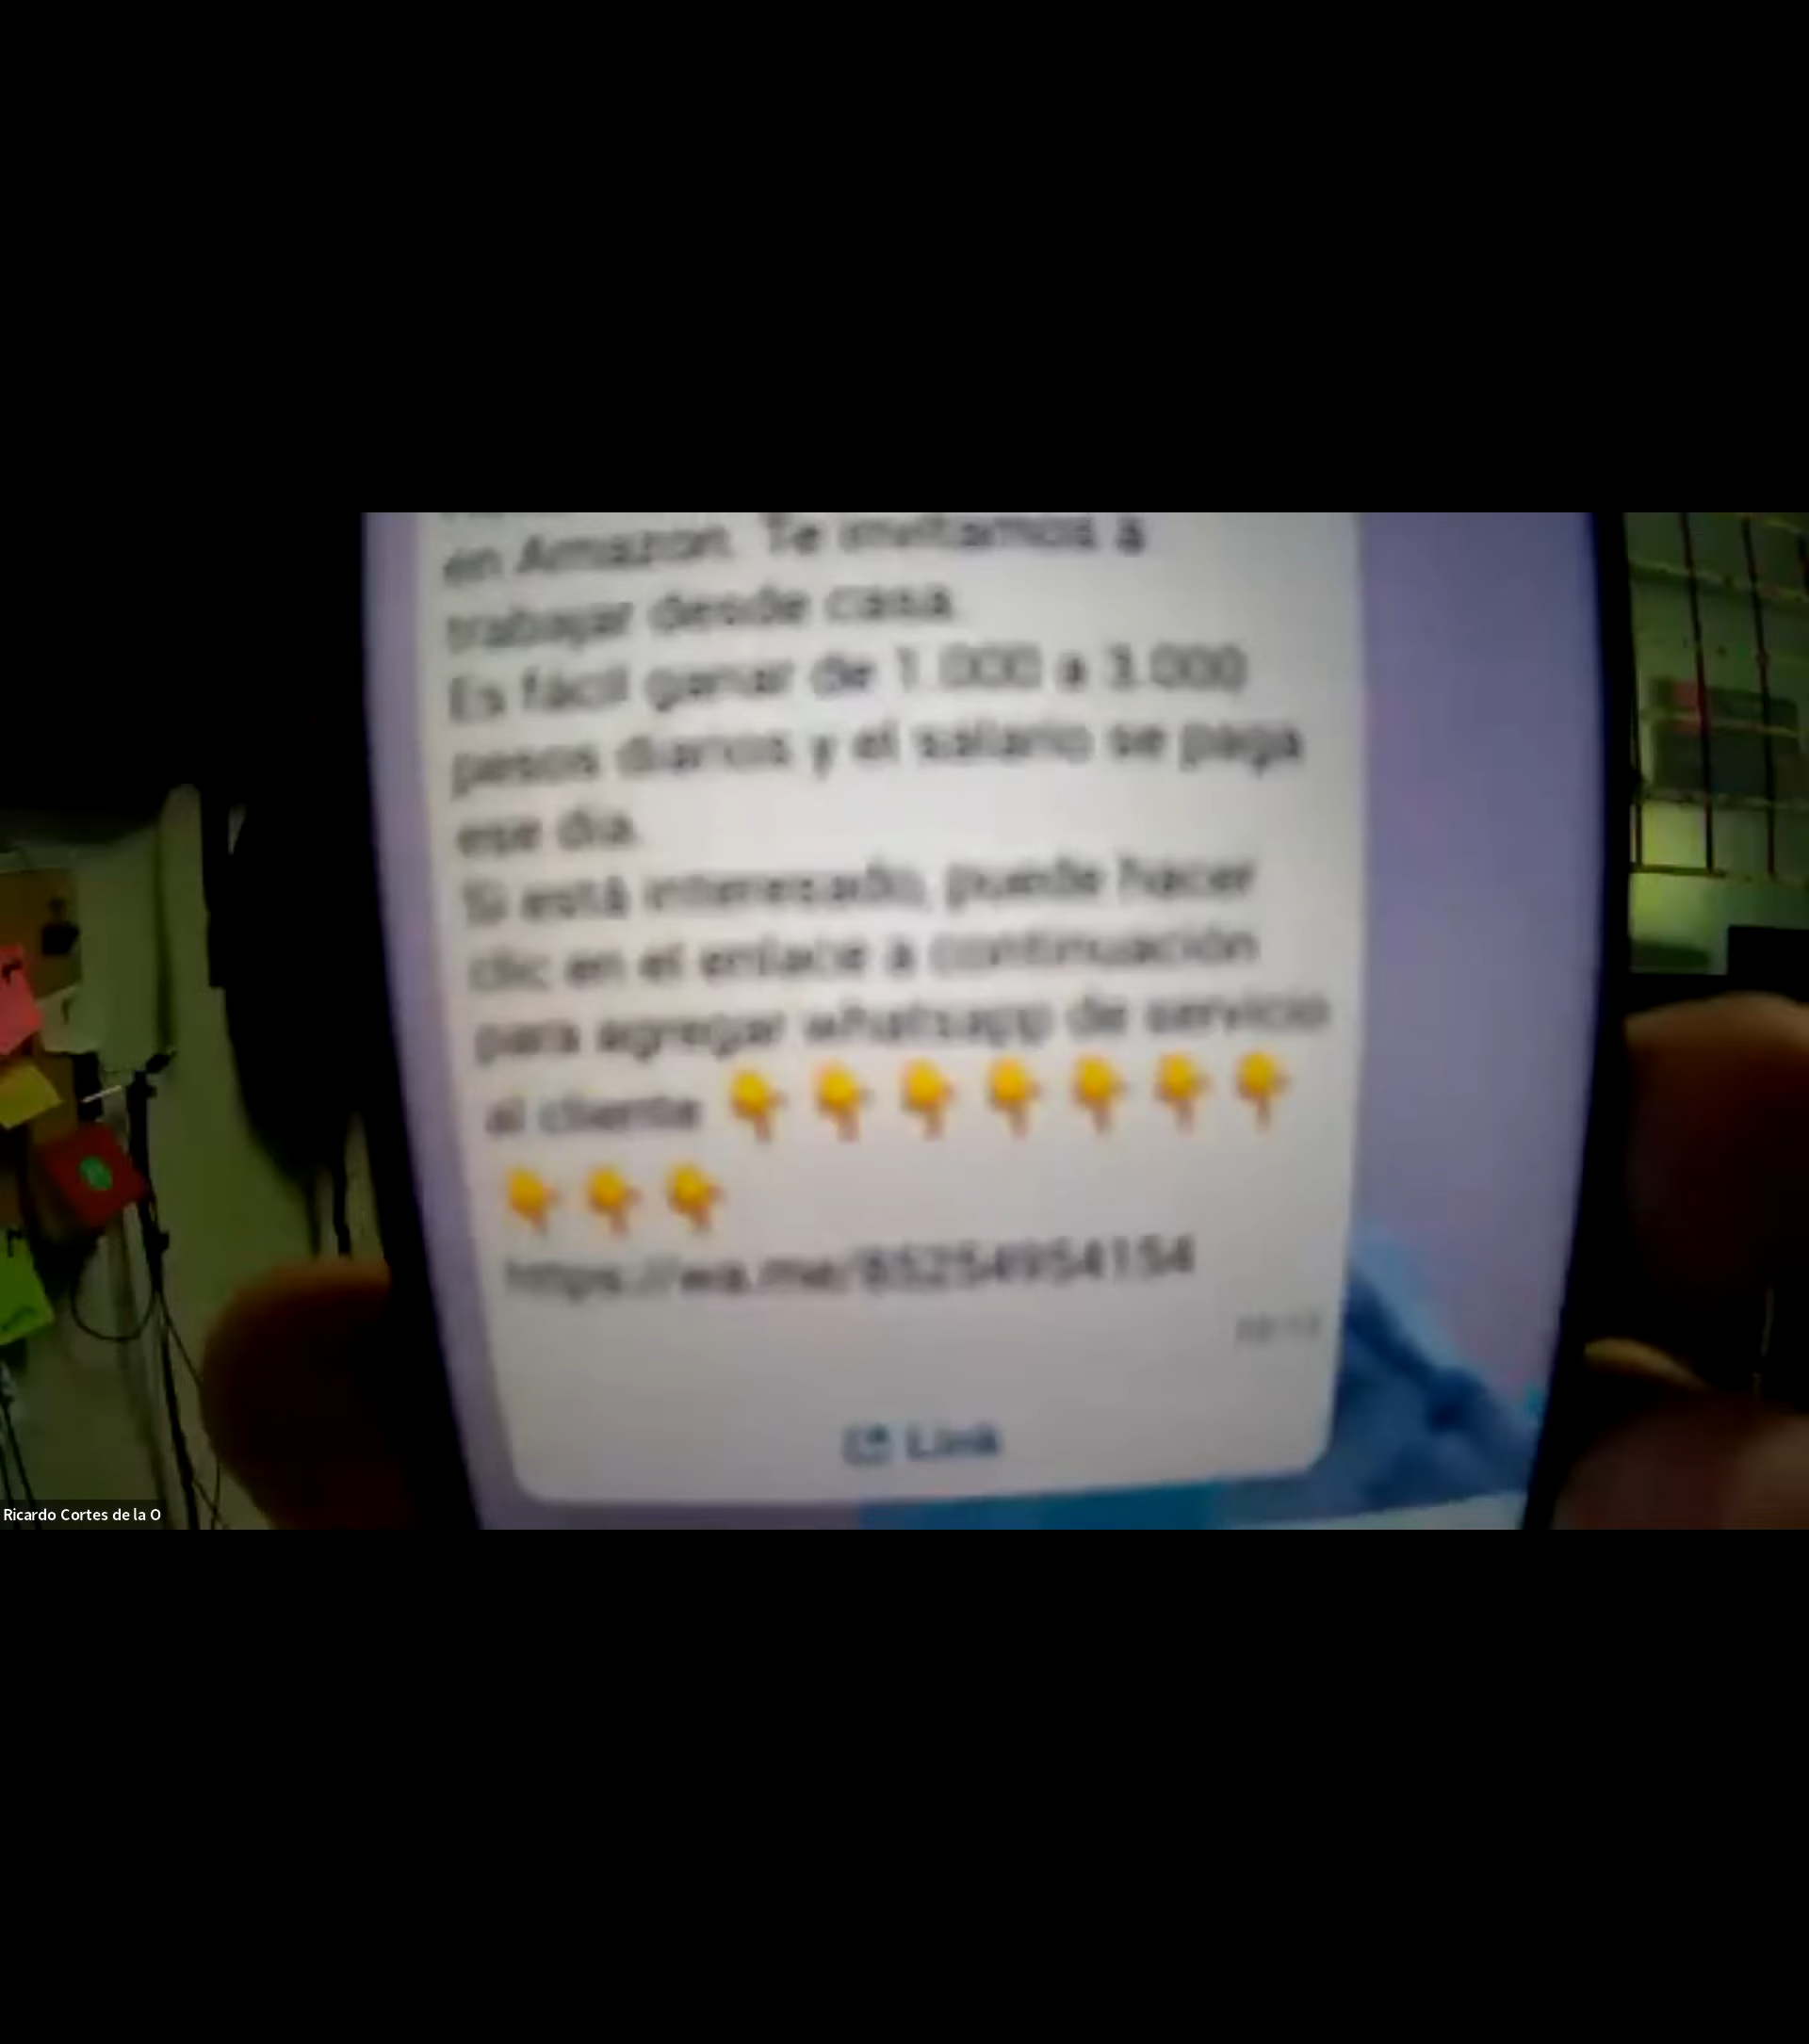 en Amazon. Te invitamos a
trabajar desde casa.
Es fácil ganar de 1.000 a 3.000
pesos diarios y el salario se paga
ese día.
Si está interesado, puede hacer
clic en el enlace a continuación
para agregar whatsapp de servicio
al cliente 👇👇👇👇👇👇👇
👇👇👇
https://wa.me/85254954154
Link
Ricardo Cortes de la O